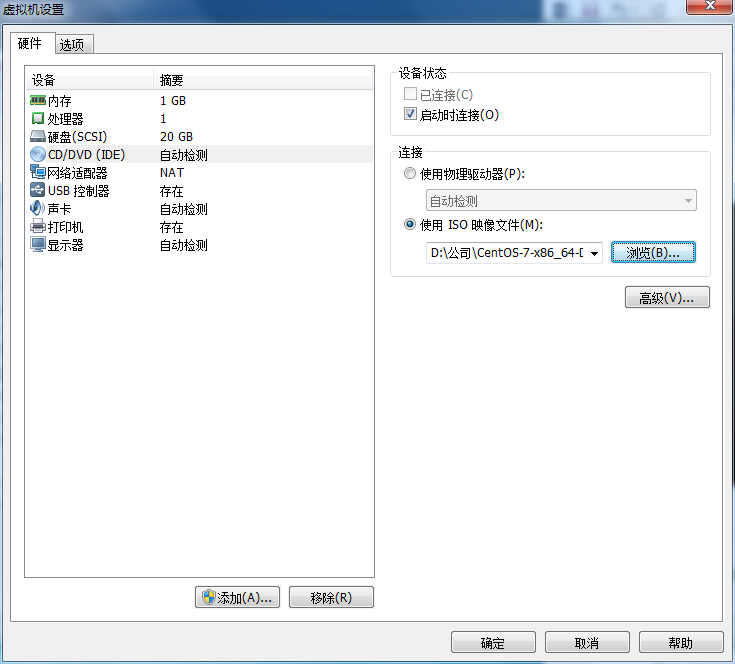 虚拟机设置
硬件 选项
设备 摘要
内存 1 GB
处理器 1
硬盘(SCSI) 20 GB
CD/DVD (IDE) 自动检测
网络适配器 NAT
USB 控制器 存在
声卡 自动检测
打印机 存在
显示器 自动检测
添加(A)... 移除(R)
设备状态
已连接(C)
启动时连接(O)
连接
使用物理驱动器(P):
自动检测
使用 ISO 映像文件(M):
D:\公司\CentOS-7-x86_64-D 浏览(B)...
高级(V)...
确定 取消 帮助